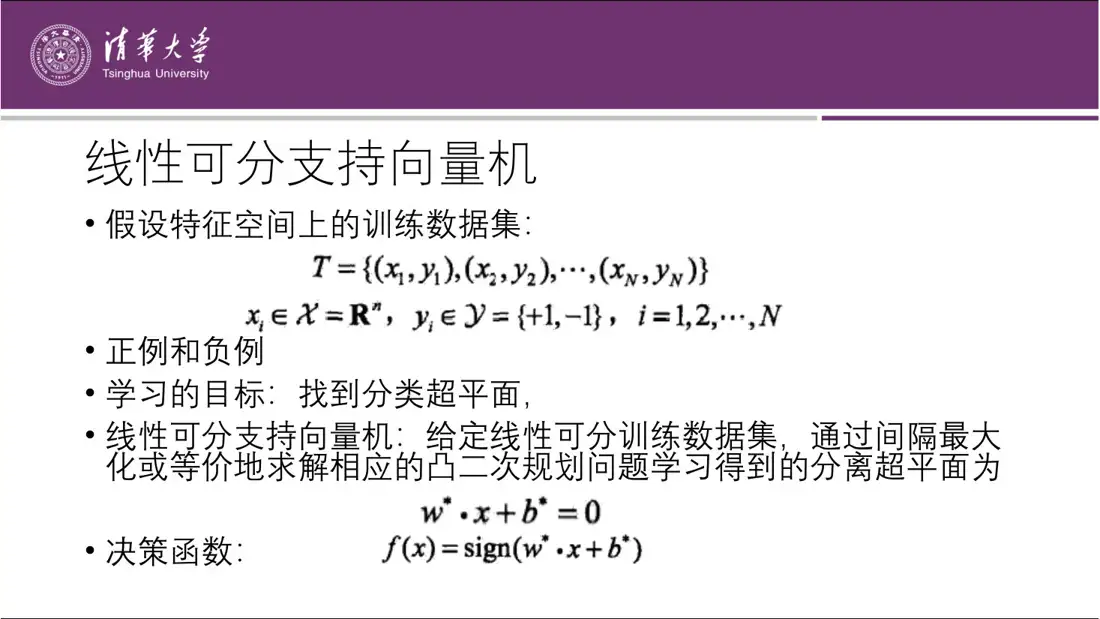 清华大学
Tsinghua University
线性可分支持向量机
• 假设特征空间上的训练数据集：
T = {(x₁, y₁), (x₂, y₂), ⋯, (x_N, y_N)}
xᵢ ∈ 𝒳 = Rⁿ， yᵢ ∈ 𝒴 = {+1, −1}， i = 1, 2, ⋯, N
• 正例和负例
• 学习的目标：找到分类超平面，
• 线性可分支持向量机：给定线性可分训练数据集，通过间隔最大
化或等价地求解相应的凸二次规划问题学习得到的分离超平面为
w* · x + b* = 0
• 决策函数：
f(x) = sign(w* · x + b*)